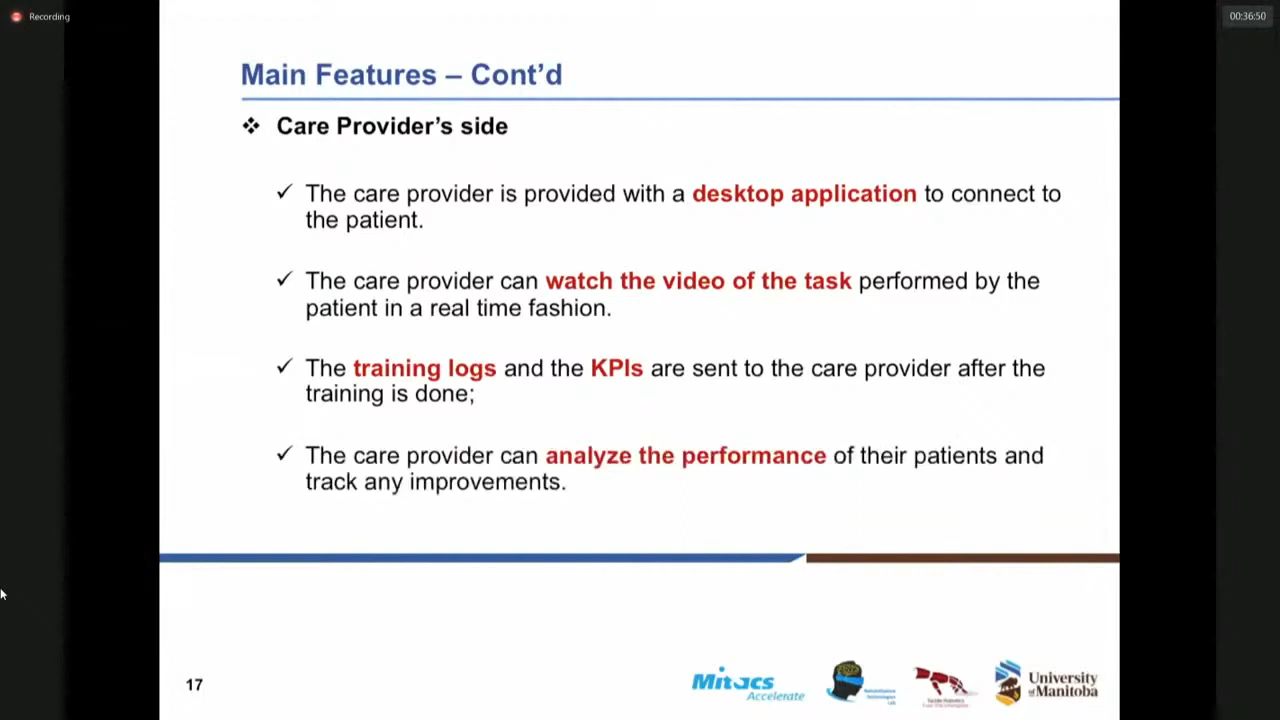 Recording
00:36:50
Main Features – Cont’d
❖ Care Provider’s side
✓ The care provider is provided with a desktop application to connect to
the patient.
✓ The care provider can watch the video of the task performed by the
patient in a real time fashion.
✓ The training logs and the KPIs are sent to the care provider after the
training is done;
✓ The care provider can analyze the performance of their patients and
track any improvements.
17
Mitacs
Accelerate
Rehabilitation
Technologies
Lab
University
of Manitoba